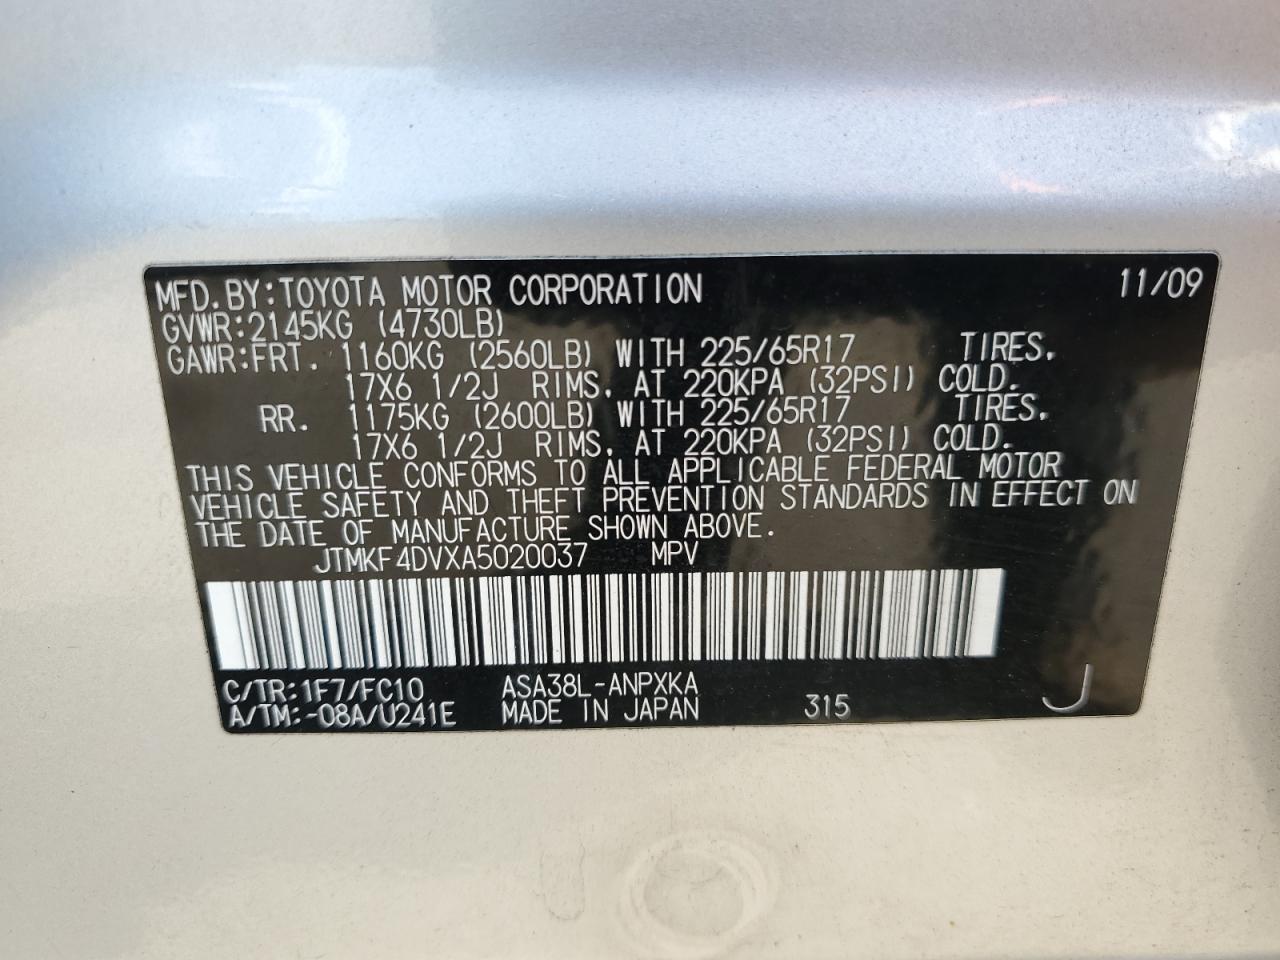 MFD.BY:TOYOTA MOTOR CORPORATION 11/09
GVWR:2145KG (4730LB)
GAWR:FRT. 1160KG (2560LB) WITH 225/65R17 TIRES,
17X6 1/2J RIMS, AT 220KPA (32PSI) COLD.
RR. 1175KG (2600LB) WITH 225/65R17 TIRES,
17X6 1/2J RIMS, AT 220KPA (32PSI) COLD.
THIS VEHICLE CONFORMS TO ALL APPLICABLE FEDERAL MOTOR
VEHICLE SAFETY AND THEFT PREVENTION STANDARDS IN EFFECT ON
THE DATE OF MANUFACTURE SHOWN ABOVE.
JTMKF4DVXA5020037 MPV
C/TR:1F7/FC10 ASA38L-ANPXKA
A/TM:-08A/U241E MADE IN JAPAN 315 J